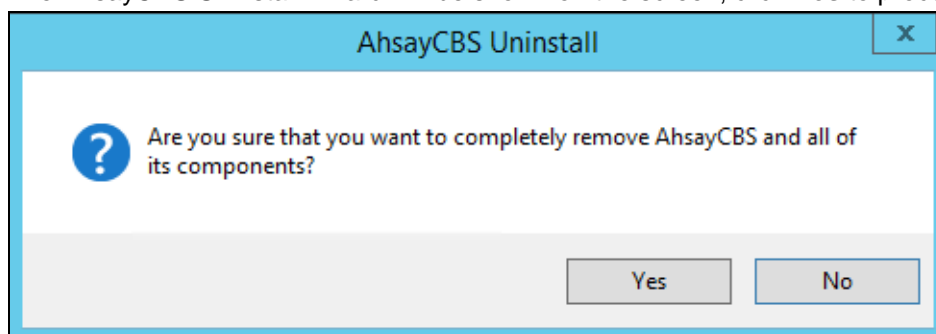 AhsayCBS Uninstall
x
Are you sure that you want to completely remove AhsayCBS and all of
its components?
Yes
No